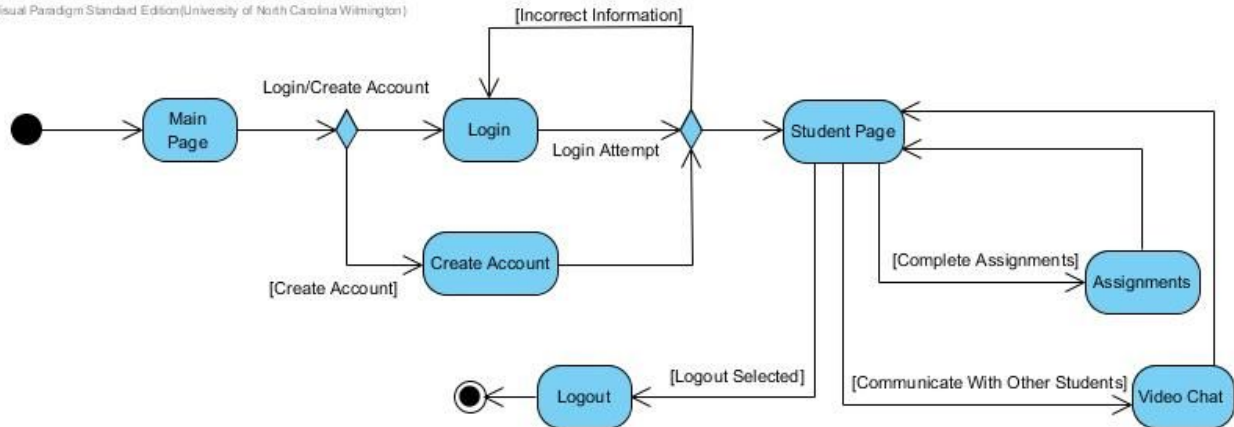 isual Paradigm Standard Edition(University of North Carolina Wilmington)
[Incorrect Information]
Login/Create Account
Main
Page
Login
Login Attempt
Student Page
Create Account
[Create Account]
[Complete Assignments]
Assignments
[Logout Selected]
Logout
[Communicate With Other Students]
Video Chat